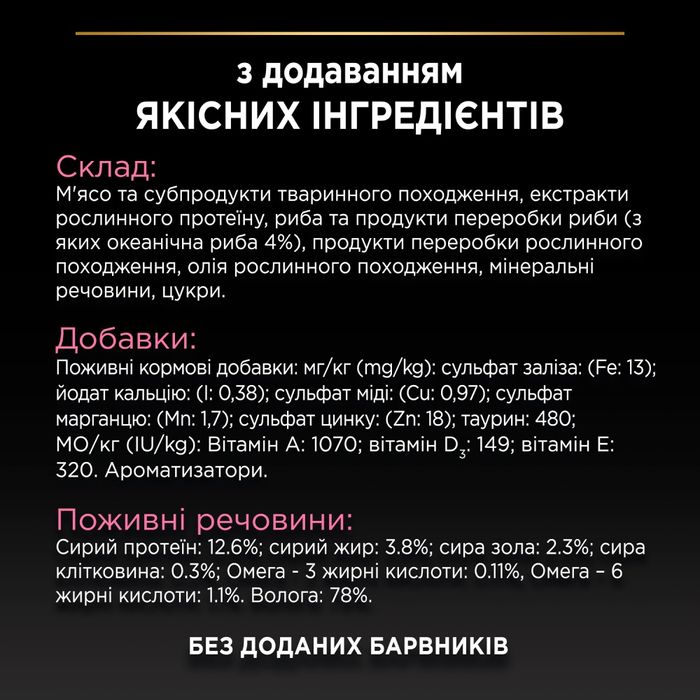 з додаванням
ЯКІСНИХ ІНГРЕДІЄНТІВ
Склад:
М'ясо та субпродукти тваринного походження, екстракти
рослинного протеїну, риба та продукти переробки риби (з
яких океанічна риба 4%), продукти переробки рослинного
походження, олія рослинного походження, мінеральні
речовини, цукри.
Добавки:
Поживні кормові добавки: мг/кг (mg/kg): сульфат заліза: (Fe: 13);
йодат кальцію: (I: 0,38); сульфат міді: (Cu: 0,97); сульфат
марганцю: (Mn: 1,7); сульфат цинку: (Zn: 18); таурин: 480;
МО/кг (IU/kg): Вітамін А: 1070; вітамін D₃: 149; вітамін Е:
320. Ароматизатори.
Поживні речовини:
Сирий протеїн: 12.6%; сирий жир: 3.8%; сира зола: 2.3%; сира
клітковина: 0.3%; Омега - 3 жирні кислоти: 0.11%, Омега – 6
жирні кислоти: 1.1%. Волога: 78%.
БЕЗ ДОДАНИХ БАРВНИКІВ